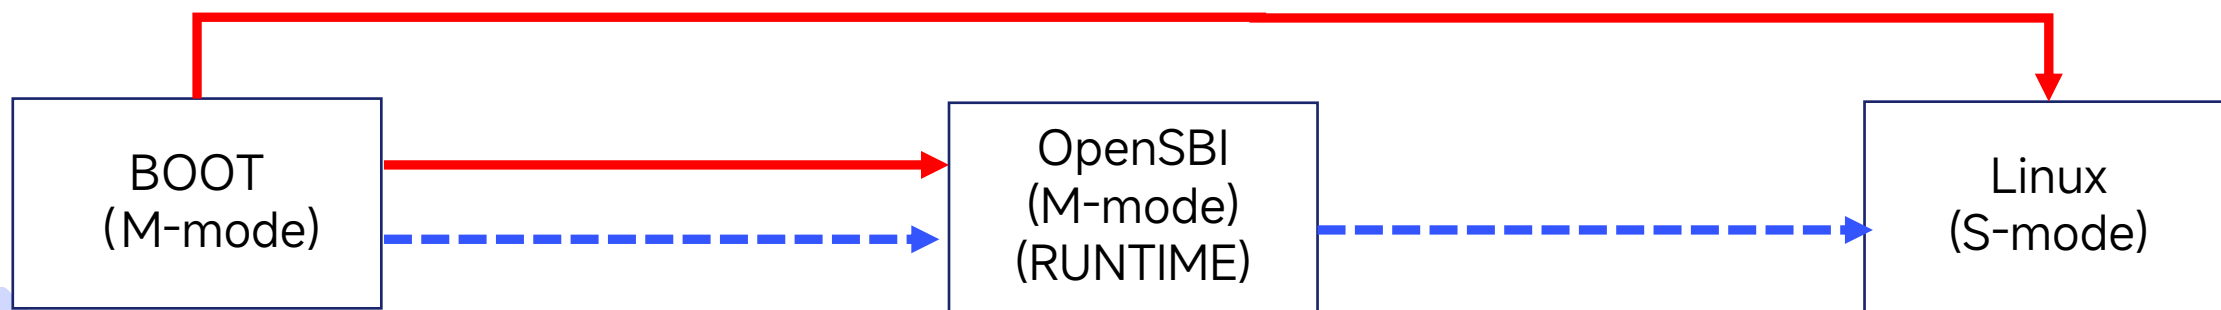 BOOT
(M-mode)
OpenSBI
(M-mode)
(RUNTIME)
Linux
(S-mode)